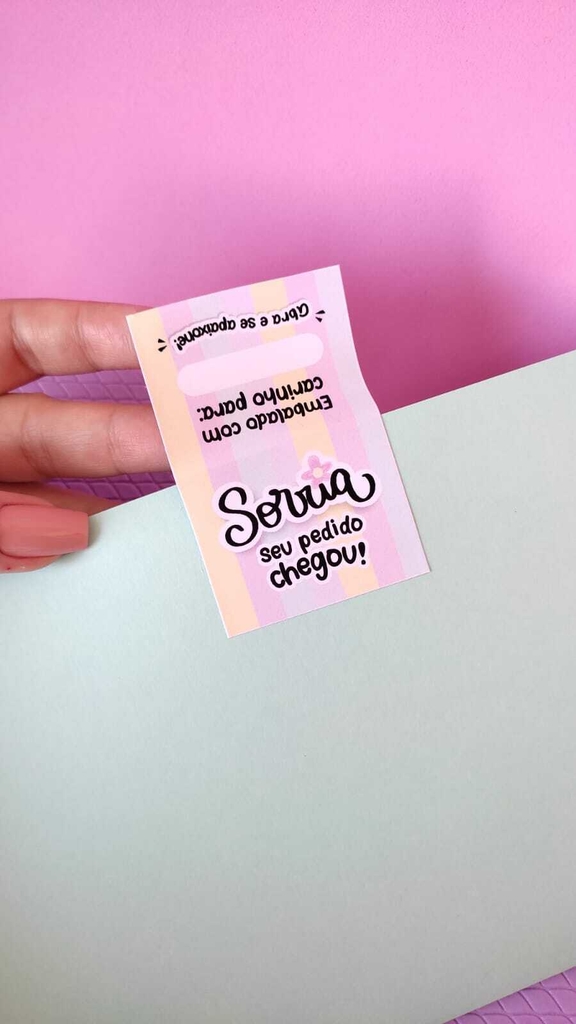 Abra e se apaixone!
Embalado com
carinho para:
Sorria
seu pedido
chegou!